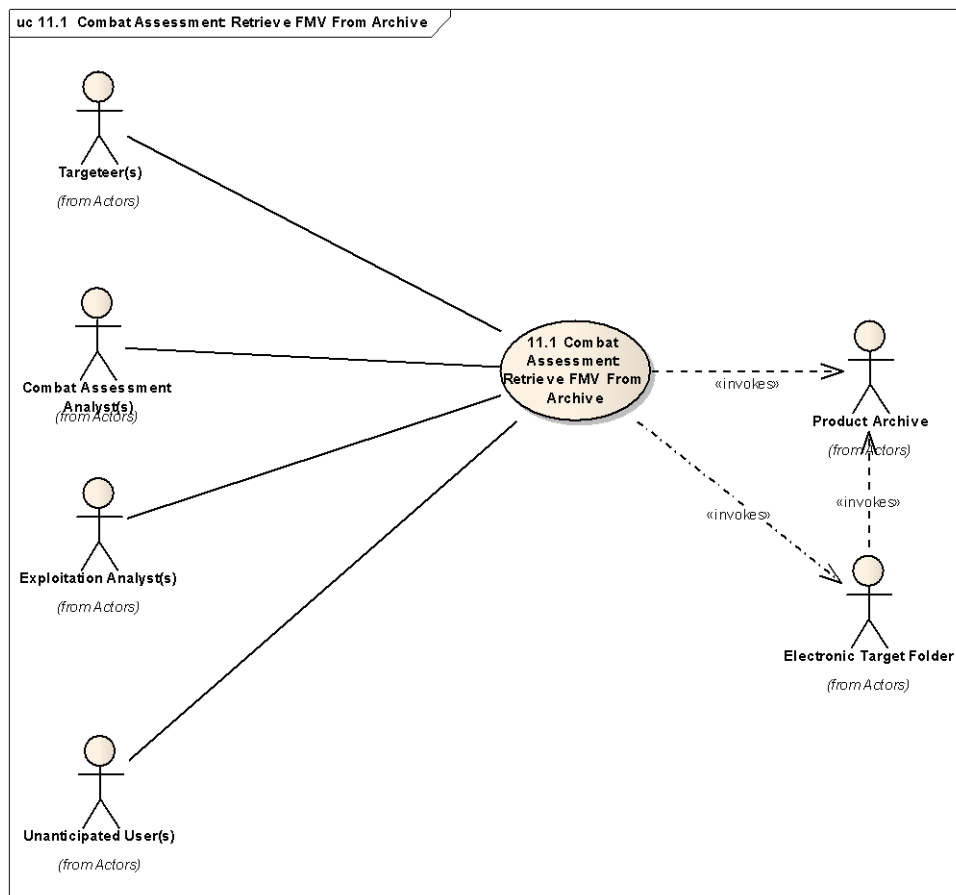 uc 11.1 Combat Assessment: Retrieve FMV From Archive
Targeteer(s)
(from Actors)
Combat Assessment
Analyst(s)
(from Actors)
Exploitation Analyst(s)
(from Actors)
Unanticipated User(s)
(from Actors)
11.1 Combat
Assessment:
Retrieve FMV From
Archive
«invokes»
Product Archive
(from Actors)
«invokes»
«invokes»
Electronic Target Folder
(from Actors)